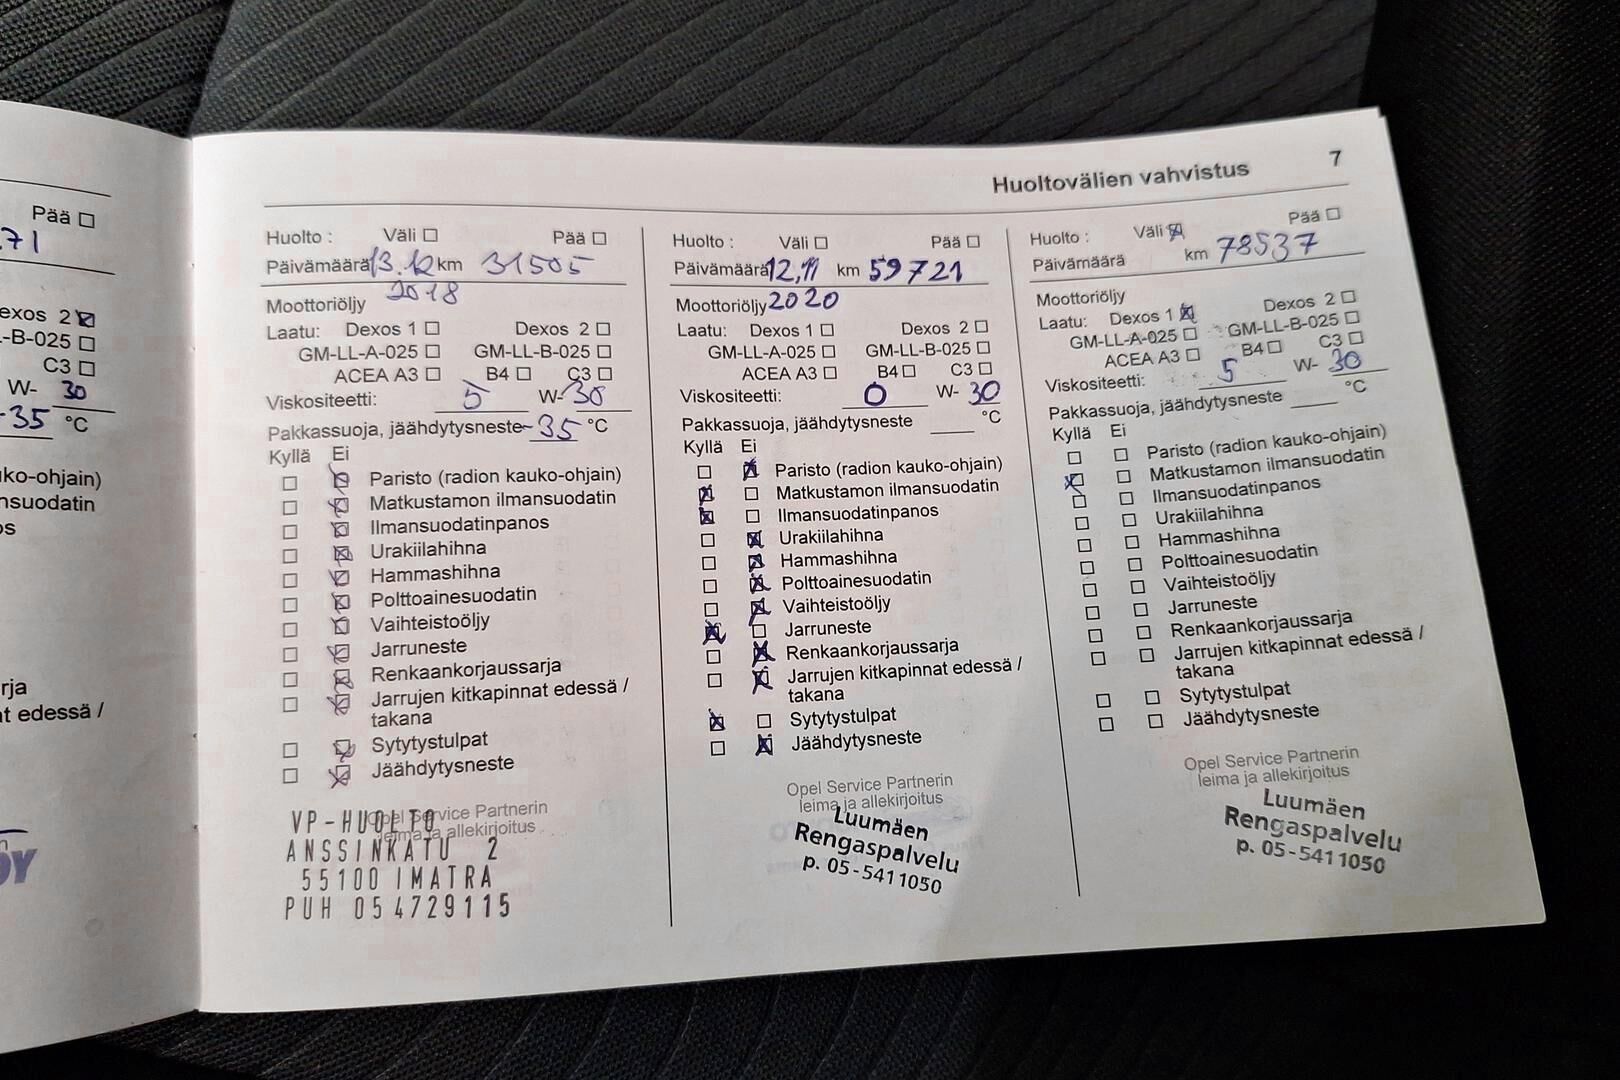 Pää ☐
71
exos 2 ☒
-B-025 ☐
C3 ☐
W- 30
-35 °C
ko-ohjain)
nsuodatin
os
rja
t edessä /
n
OY
Huoltovälien vahvistus 7
Huolto : Väli ☐ Pää ☐
Päivämäärä 13.12 km 31505
2018
Moottoriöljy
Laatu: Dexos 1 ☐ Dexos 2 ☐
GM-LL-A-025 ☐ GM-LL-B-025 ☐
ACEA A3 ☐ B4 ☐ C3 ☐
Viskositeetti: 5 W- 30
Pakkassuoja, jäähdytysneste -35 °C
Kyllä Ei
☐ ☒ Paristo (radion kauko-ohjain)
☐ ☒ Matkustamon ilmansuodatin
☐ ☒ Ilmansuodatinpanos
☐ ☒ Urakiilahihna
☐ ☒ Hammashihna
☐ ☒ Polttoainesuodatin
☐ ☒ Vaihteistoöljy
☐ ☒ Jarruneste
☐ ☒ Renkaankorjaussarja
☐ ☒ Jarrujen kitkapinnat edessä /
takana
☐ ☒ Sytytystulpat
☐ ☒ Jäähdytysneste
Opel Service Partnerin
leima ja allekirjoitus
VP-HUOLTO
ANSSINKATU 2
55100 IMATRA
PUH 054729115
Huolto : Väli ☐ Pää ☐
Päivämäärä 12.11 km 59721
Moottoriöljy 2020
Laatu: Dexos 1 ☐ Dexos 2 ☐
GM-LL-A-025 ☐ GM-LL-B-025 ☐
ACEA A3 ☐ B4 ☐ C3 ☐
Viskositeetti: 0 W- 30
Pakkassuoja, jäähdytysneste ____ °C
Kyllä Ei
☐ ☒ Paristo (radion kauko-ohjain)
☒ ☐ Matkustamon ilmansuodatin
☒ ☐ Ilmansuodatinpanos
☐ ☒ Urakiilahihna
☐ ☒ Hammashihna
☐ ☒ Polttoainesuodatin
☐ ☒ Vaihteistoöljy
☒ ☐ Jarruneste
☐ ☒ Renkaankorjaussarja
☐ ☒ Jarrujen kitkapinnat edessä /
takana
☒ ☐ Sytytystulpat
☐ ☒ Jäähdytysneste
Opel Service Partnerin
leima ja allekirjoitus
Luumäen
Rengaspalvelu
p. 05-5411050
Huolto : Väli ☒ Pää ☐
Päivämäärä km 78537
Moottoriöljy
Laatu: Dexos 1 ☒ Dexos 2 ☐
GM-LL-A-025 ☐ GM-LL-B-025 ☐
ACEA A3 ☐ B4 ☐ C3 ☐
Viskositeetti: 5 W- 30
Pakkassuoja, jäähdytysneste ____ °C
Kyllä Ei
☐ ☐ Paristo (radion kauko-ohjain)
☒ ☐ Matkustamon ilmansuodatin
☐ ☐ Ilmansuodatinpanos
☐ ☐ Urakiilahihna
☐ ☐ Hammashihna
☐ ☐ Polttoainesuodatin
☐ ☐ Vaihteistoöljy
☐ ☐ Jarruneste
☐ ☐ Renkaankorjaussarja
☐ ☐ Jarrujen kitkapinnat edessä /
takana
☐ ☐ Sytytystulpat
☐ ☐ Jäähdytysneste
Opel Service Partnerin
leima ja allekirjoitus
Luumäen
Rengaspalvelu
p. 05-5411050